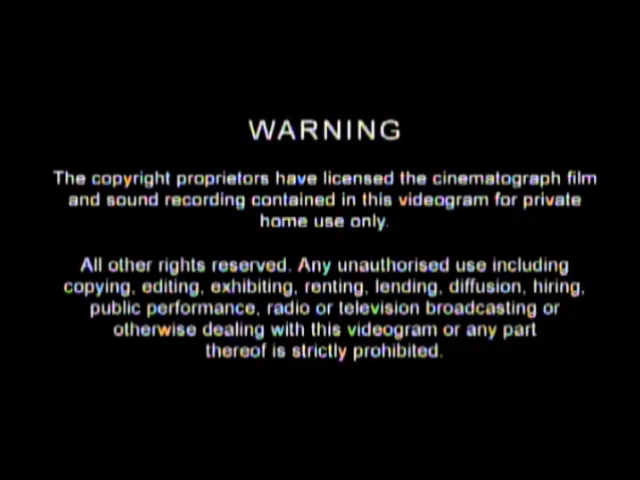 WARNING
The copyright proprietors have licensed the cinematograph film
and sound recording contained in this videogram for private
home use only.
All other rights reserved. Any unauthorised use including
copying, editing, exhibiting, renting, lending, diffusion, hiring,
public performance, radio or television broadcasting or
otherwise dealing with this videogram or any part
thereof is strictly prohibited.